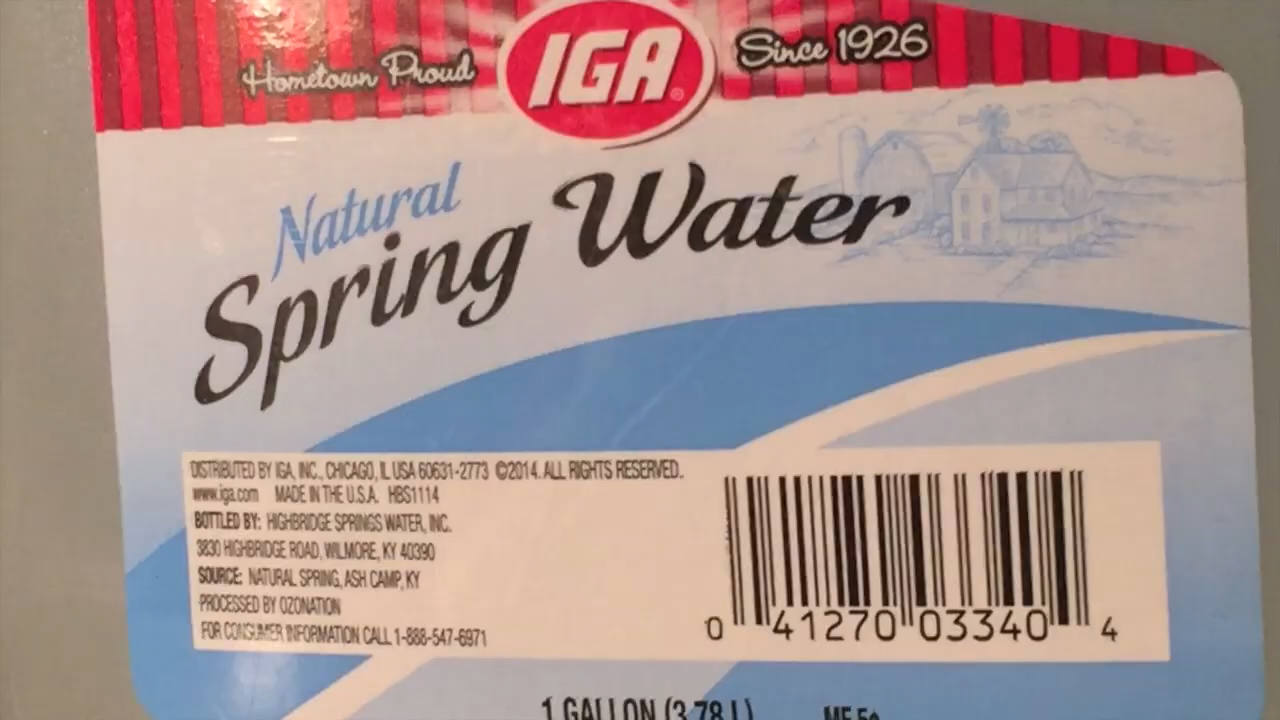 Hometown Proud IGA® Since 1926
Natural
Spring Water
DISTRIBUTED BY IGA, INC., CHICAGO, IL USA 60631-2773 ©2014. ALL RIGHTS RESERVED.
www.iga.com MADE IN THE U.S.A. HBS1114
BOTTLED BY: HIGHBRIDGE SPRINGS WATER, INC.
3830 HIGHBRIDGE ROAD, WILMORE, KY 40390
SOURCE: NATURAL SPRING, ASH CAMP, KY
PROCESSED BY OZONATION
FOR CONSUMER INFORMATION CALL 1-888-547-6971
0 41270 03340 4
1 GALLON (3.78 L) ME 5¢